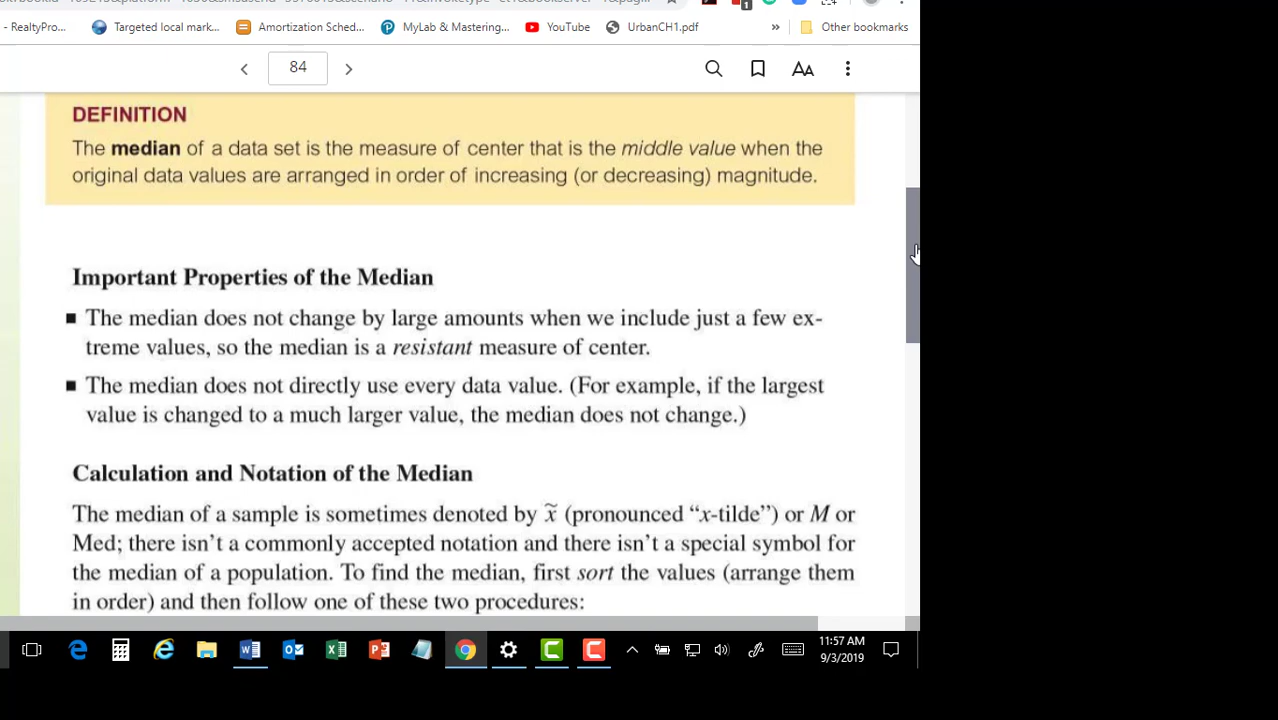 - RealtyPro...
Targeted local mark...
Amortization Sched...
MyLab & Mastering...
YouTube
UrbanCH1.pdf
»
Other bookmarks
84
AA
DEFINITION
The median of a data set is the measure of center that is the middle value when the
original data values are arranged in order of increasing (or decreasing) magnitude.
Important Properties of the Median
■ The median does not change by large amounts when we include just a few ex-
treme values, so the median is a resistant measure of center.
■ The median does not directly use every data value. (For example, if the largest
value is changed to a much larger value, the median does not change.)
Calculation and Notation of the Median
The median of a sample is sometimes denoted by x̃ (pronounced “x-tilde”) or M or
Med; there isn’t a commonly accepted notation and there isn’t a special symbol for
the median of a population. To find the median, first sort the values (arrange them
in order) and then follow one of these two procedures:
11:57 AM
9/3/2019